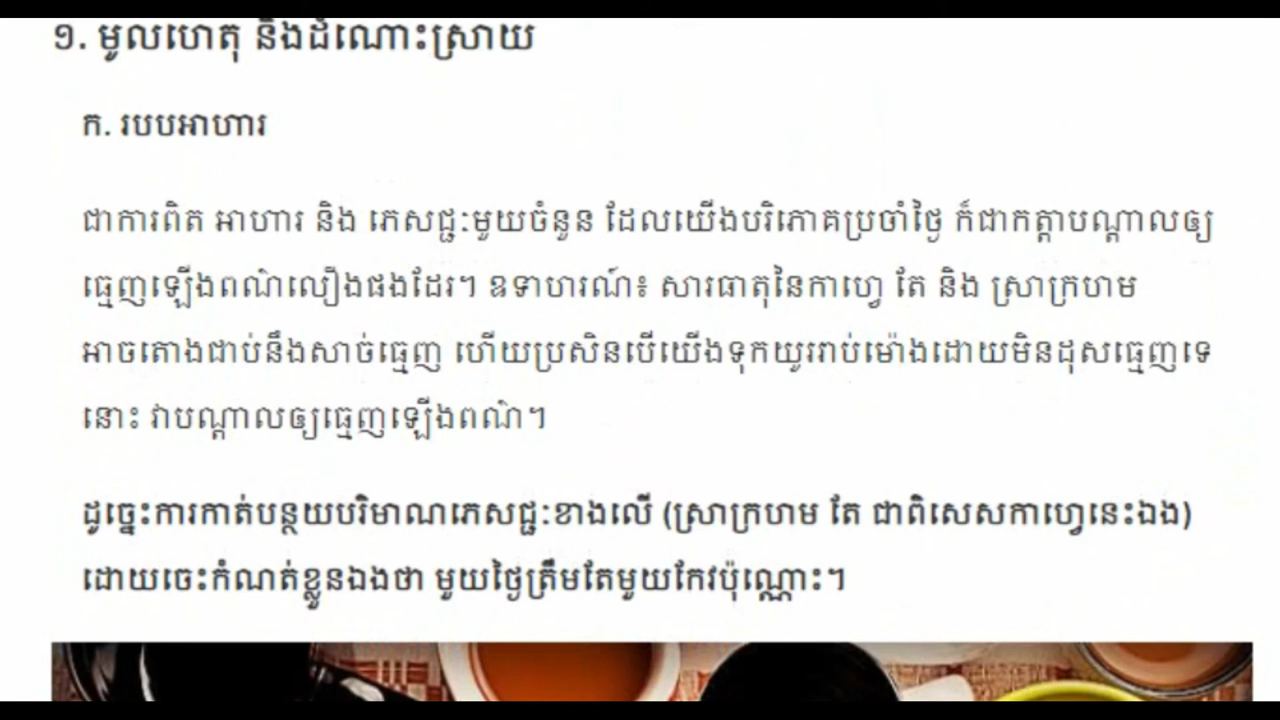 ១. មូលហេតុ និងដំណោះស្រាយ
ក. របបអាហារ
ជាការពិត អាហារ និង ភេសជ្ជៈមួយចំនួន ដែលយើងបរិភោគប្រចាំថ្ងៃ ក៏ជាកត្តាបណ្តាលឲ្យ
ធ្មេញឡើងពណ៌លឿងផងដែរ។ ឧទាហរណ៍៖ សារធាតុនៃកាហ្វេ តែ និង ស្រាក្រហម
អាចតោងជាប់នឹងសាច់ធ្មេញ ហើយប្រសិនបើយើងទុកយូររាប់ម៉ោងដោយមិនដុសធ្មេញទេ
នោះ វាបណ្តាលឲ្យធ្មេញឡើងពណ៌។
ដូច្នេះការកាត់បន្ថយបរិមាណភេសជ្ជៈខាងលើ (ស្រាក្រហម តែ ជាពិសេសកាហ្វេនេះឯង)
ដោយចេះកំណត់ខ្លួនឯងថា មួយថ្ងៃត្រឹមតែមួយកែវប៉ុណ្ណោះ។